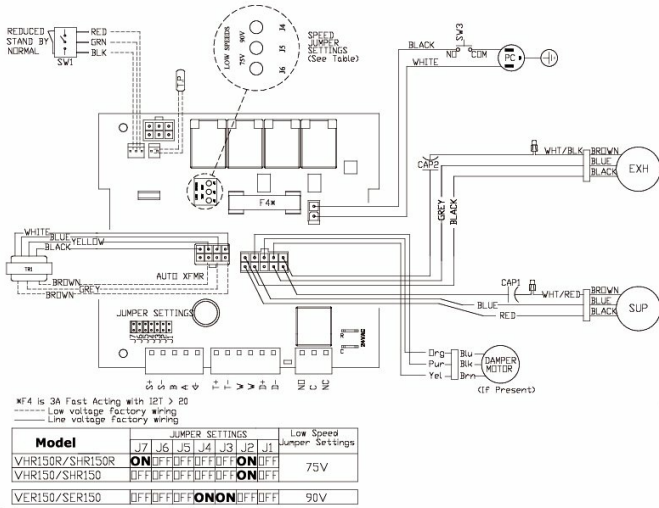 REDUCED
STAND BY
NORMAL
SW1
RED
GRN
BLK
T.P.
LOW SPEEDS
90V
75V
J4
J5
J6
SPEED
JUMPER
SETTINGS
(See Table)
SW3
BLACK
NO COM
WHITE
PC
F4*
CAP2
WHT/BLK
BROWN
BLUE
BLACK
EXH
GREY
BLACK
WHITE
BLUE
YELLOW
BLACK
TR1
BROWN
GREY
BROWN
AUTO XFMR
CAP1
WHT/RED
BROWN
BLUE
BLACK
SUP
BLUE
RED
JUMPER SETTINGS
24VAC
Org
Pur
Yel
Blu
Blk
Brn
DAMPER
MOTOR
(If Present)
S+ S- B A T+ T- W W D+ D- NO C NC
*F4 is 3A Fast Acting with I2T > 20
Low voltage factory wiring
Line voltage factory wiring
Model JUMPER SETTINGS Low Speed Jumper Settings
J7 J6 J5 J4 J3 J2 J1
VHR150R/SHR150R ON OFF OFF OFF OFF ON OFF 75V
VHR150/SHR150 OFF OFF OFF OFF OFF ON OFF
VER150/SER150 OFF OFF OFF ON ON OFF OFF 90V